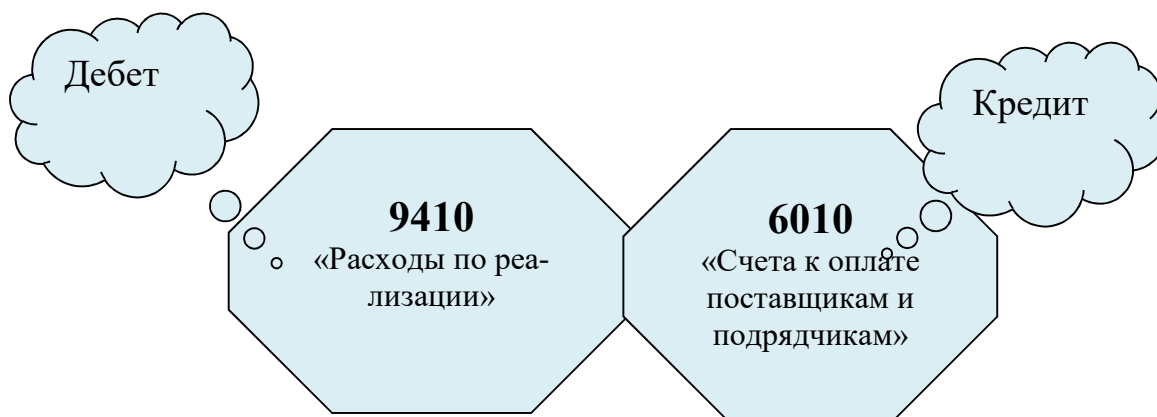 Дебет
Кредит
9410
«Расходы по реа-
лизации»
6010
«Счета к оплате
поставщикам и
подрядчикам»